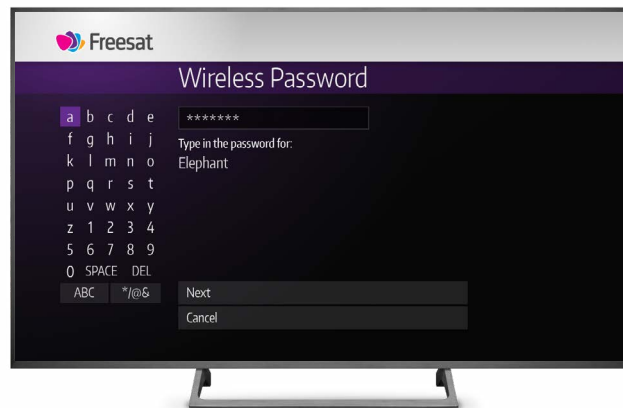 Freesat
Wireless Password
a b c d e
*******
f g h i j
Type in the password for:
k l m n o
Elephant
p q r s t
u v w x y
z 1 2 3 4
5 6 7 8 9
0 SPACE DEL
ABC */@&
Next
Cancel